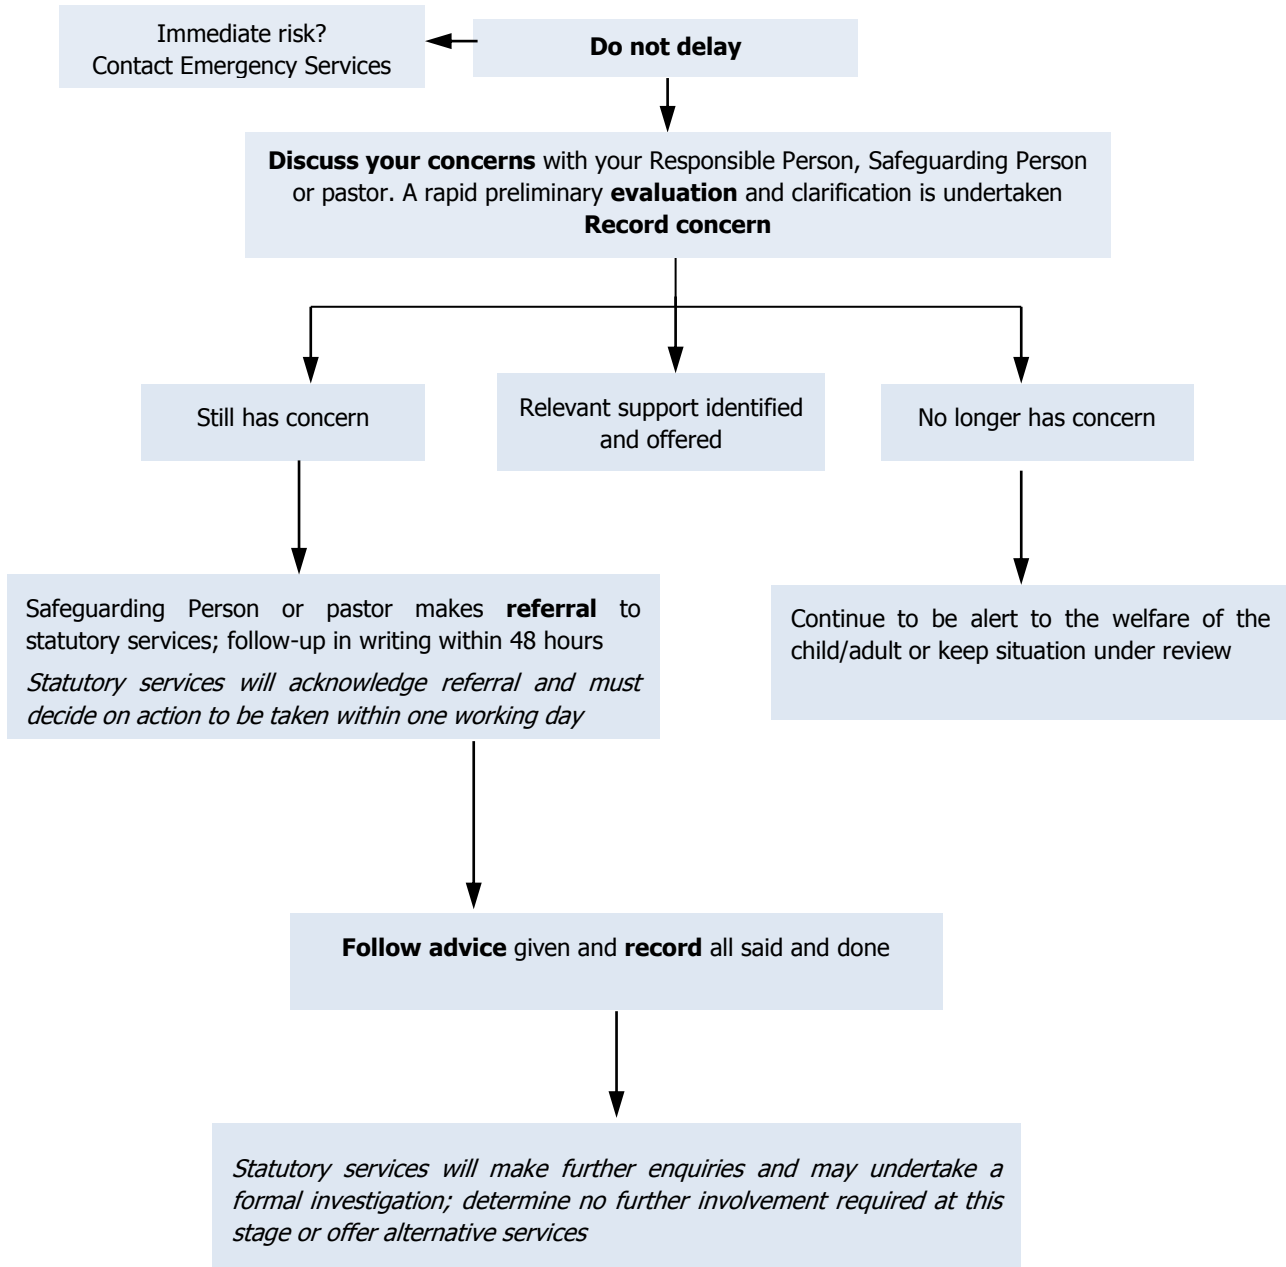 Immediate risk?
Contact Emergency Services
Do not delay
Discuss your concerns with your Responsible Person, Safeguarding Person
or pastor. A rapid preliminary evaluation and clarification is undertaken
Record concern
Still has concern
Relevant support identified
and offered
No longer has concern
Safeguarding Person or pastor makes referral to
statutory services; follow-up in writing within 48 hours
Statutory services will acknowledge referral and must
decide on action to be taken within one working day
Continue to be alert to the welfare of the
child/adult or keep situation under review
Follow advice given and record all said and done
Statutory services will make further enquiries and may undertake a
formal investigation; determine no further involvement required at this
stage or offer alternative services